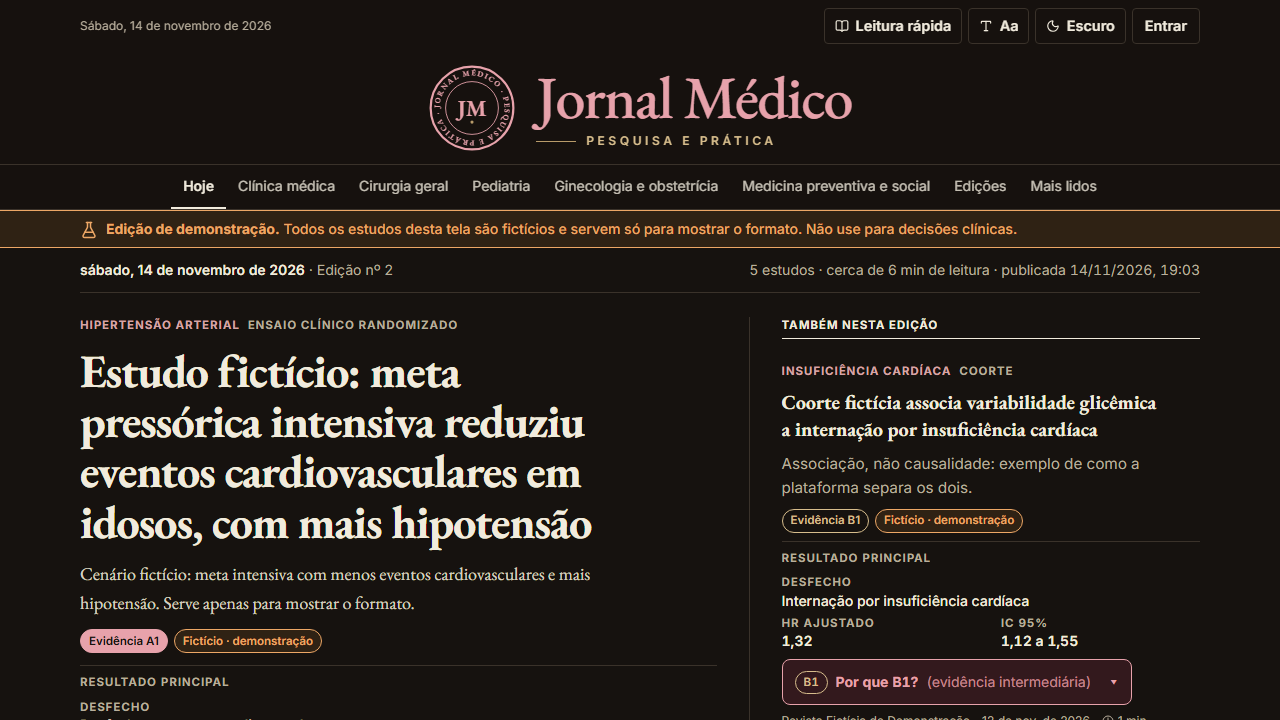 Sábado, 14 de novembro de 2026
Leitura rápida
Aa
Escuro
Entrar
JORNAL MÉDICO · PESQUISA E PRÁTICA ·
JM
Jornal Médico
PESQUISA E PRÁTICA
Hoje
Clínica médica
Cirurgia geral
Pediatria
Ginecologia e obstetrícia
Medicina preventiva e social
Edições
Mais lidos
Edição de demonstração. Todos os estudos desta tela são fictícios e servem só para mostrar o formato. Não use para decisões clínicas.
sábado, 14 de novembro de 2026 · Edição nº 2
5 estudos · cerca de 6 min de leitura · publicada 14/11/2026, 19:03
HIPERTENSÃO ARTERIAL ENSAIO CLÍNICO RANDOMIZADO
Estudo fictício: meta
pressórica intensiva reduziu
eventos cardiovasculares em
idosos, com mais hipotensão
Cenário fictício: meta intensiva com menos eventos cardiovasculares e mais
hipotensão. Serve apenas para mostrar o formato.
Evidência A1
Fictício · demonstração
RESULTADO PRINCIPAL
DESFECHO
TAMBÉM NESTA EDIÇÃO
INSUFICIÊNCIA CARDÍACA COORTE
Coorte fictícia associa variabilidade glicêmica
a internação por insuficiência cardíaca
Associação, não causalidade: exemplo de como a
plataforma separa os dois.
Evidência B1
Fictício · demonstração
RESULTADO PRINCIPAL
DESFECHO
Internação por insuficiência cardíaca
HR AJUSTADO
1,32
IC 95%
1,12 a 1,55
B1 Por que B1? (evidência intermediária)